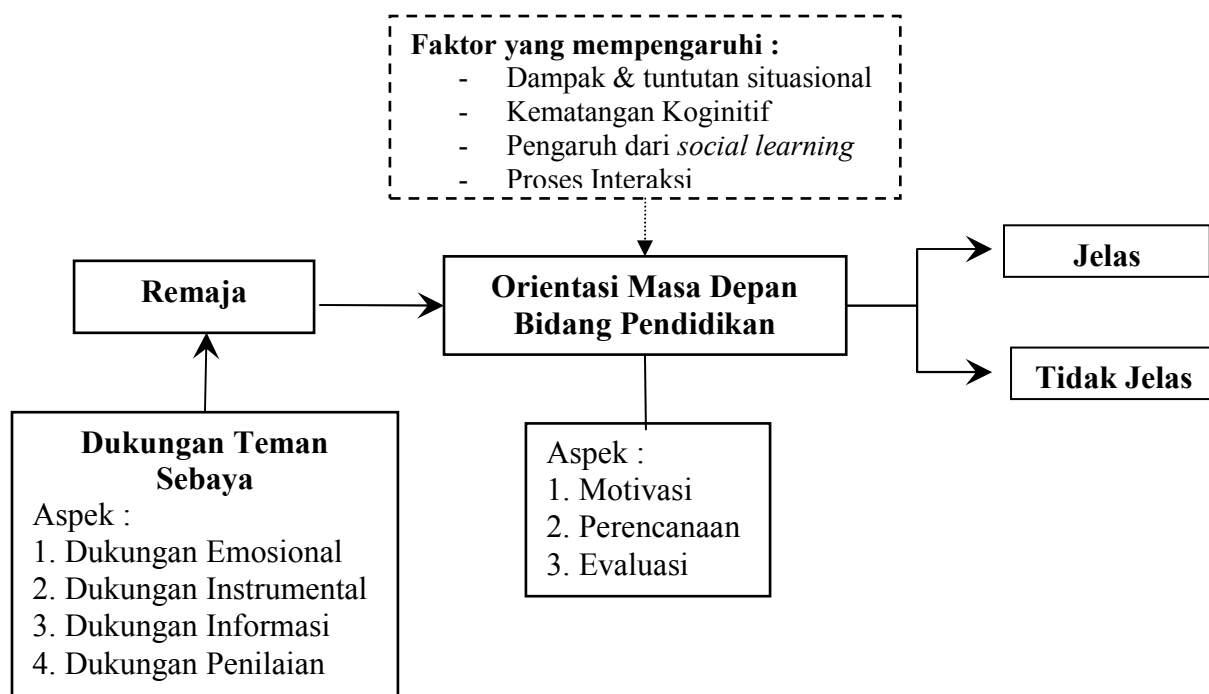 Faktor yang mempengaruhi :
- Dampak & tuntutan situasional
- Kematangan Koginitif
- Pengaruh dari social learning
- Proses Interaksi
Remaja
Orientasi Masa Depan
Bidang Pendidikan
Jelas
Tidak Jelas
Dukungan Teman
Sebaya
Aspek :
1. Dukungan Emosional
2. Dukungan Instrumental
3. Dukungan Informasi
4. Dukungan Penilaian
Aspek :
1. Motivasi
2. Perencanaan
3. Evaluasi